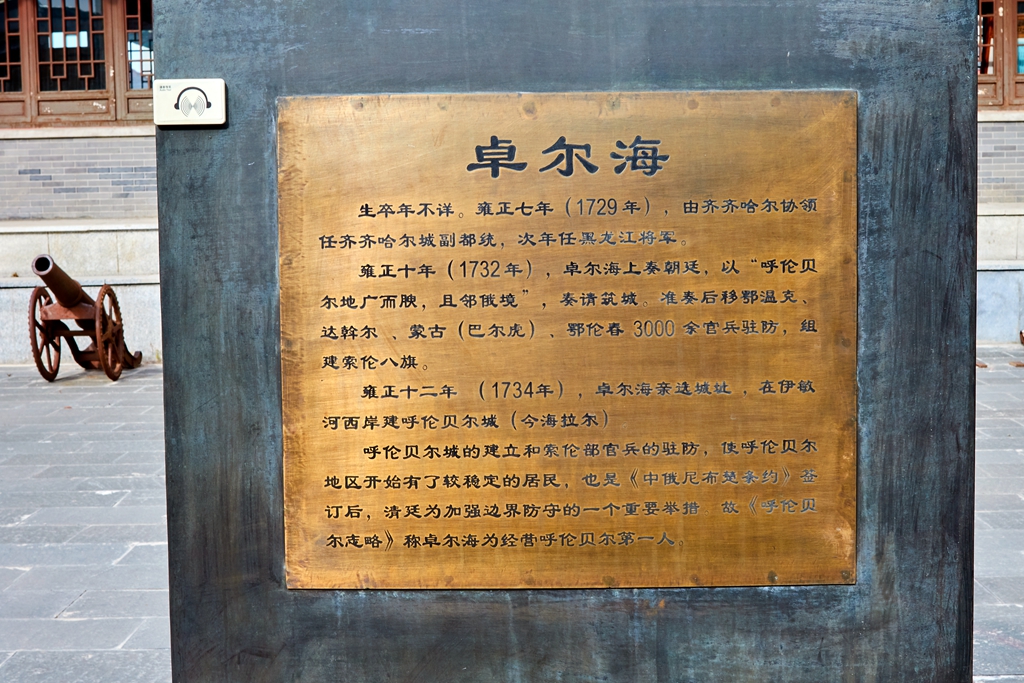 卓尔海
生卒年不详。雍正七年（1729年），由齐齐哈尔协领
任齐齐哈尔城副都统，次年任黑龙江将军。
雍正十年（1732年），卓尔海上奏朝廷，以“呼伦贝
尔地广而腴，且邻俄境”，奏请筑城。准奏后移鄂温克、
达斡尔、蒙古（巴尔虎）、鄂伦春 3000 余官兵驻防，组
建索伦八旗。
雍正十二年 （1734年），卓尔海亲选城址，在伊敏
河西岸建呼伦贝尔城（今海拉尔）
呼伦贝尔城的建立和索伦部官兵的驻防，使呼伦贝尔
地区开始有了较稳定的居民，也是《中俄尼布楚条约》签
订后，清廷为加强边界防守的一个重要举措 故《呼伦贝
尔志略》称卓尔海为经营呼伦贝尔第一人。